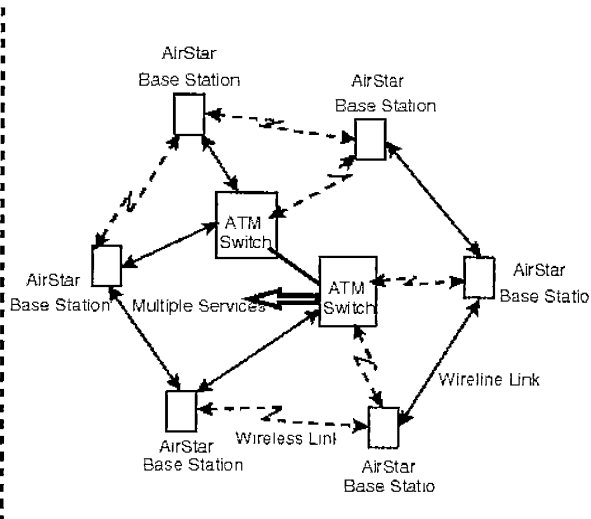 AirStar
Base Station
AirStar
Base Station
ATM
Switch
AirStar
Base Station
Multiple Services
ATM
Switch
AirStar
Base Statio
Wireline Link
Wireless Link
AirStar
Base Station
AirStar
Base Statio